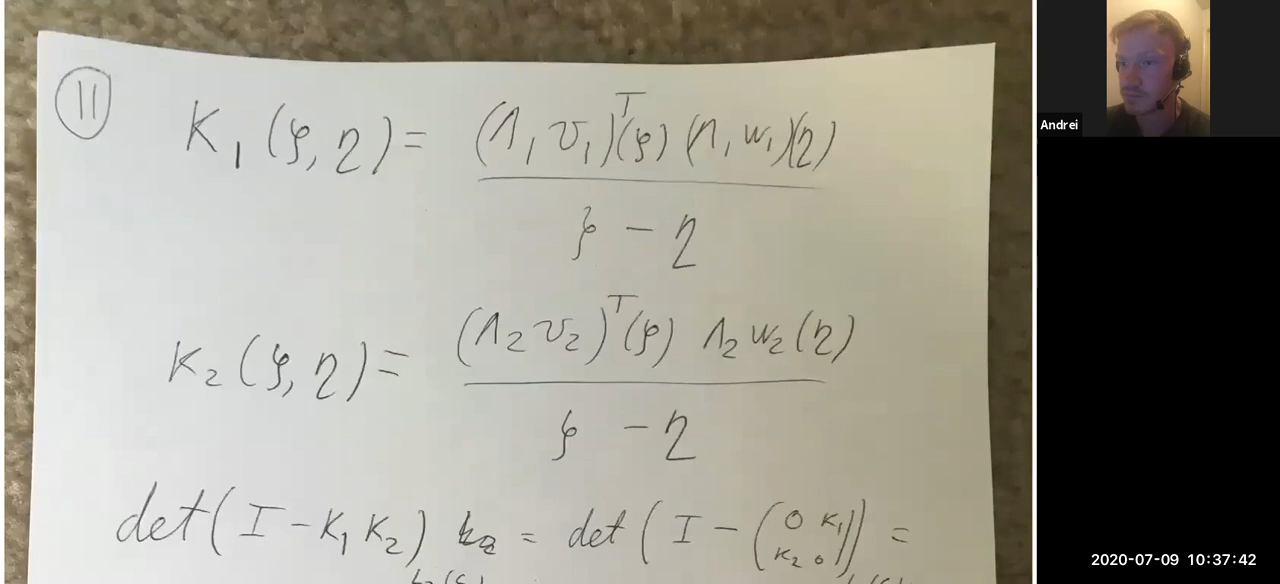 11
K₁(ξ, η) = (Λ₁v₁)ᵀ(ξ) (Λ₁w₁)(η)
ξ − η
K₂(ξ, η) = (Λ₂v₂)ᵀ(ξ) Λ₂w₂(η)
ξ − η
det(I − K₁K₂) = det(I − (0 K₁
K₂ 0)) =
Andrei
2020-07-09 10:37:42